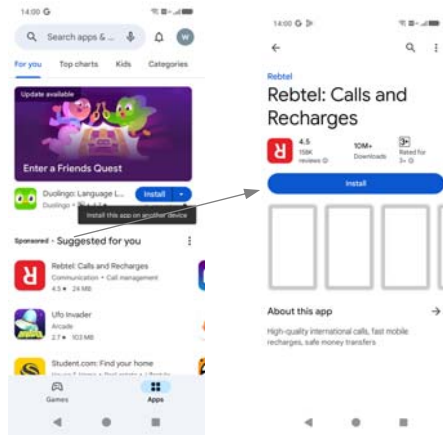 14:00 G
Search apps & ...
W
For you Top charts Kids Categories
Update available
Enter a Friends Quest
Duolingo: Language L...
Install
Duolingo •
Install this app on another device
Sponsored • Suggested for you
Rebtel: Calls and Recharges
Communication • Call management
4.5 ★ 24 MB
Ufo Invader
Arcade
2.7 ★ 103 MB
Student.com: Find your home
Games Apps
14:00 G
Rebtel
Rebtel: Calls and
Recharges
4.5
158K
reviews
10M+
Downloads
3+
Rated for
3+
Install
About this app →
High-quality international calls, fast mobile
recharges, safe money transfers